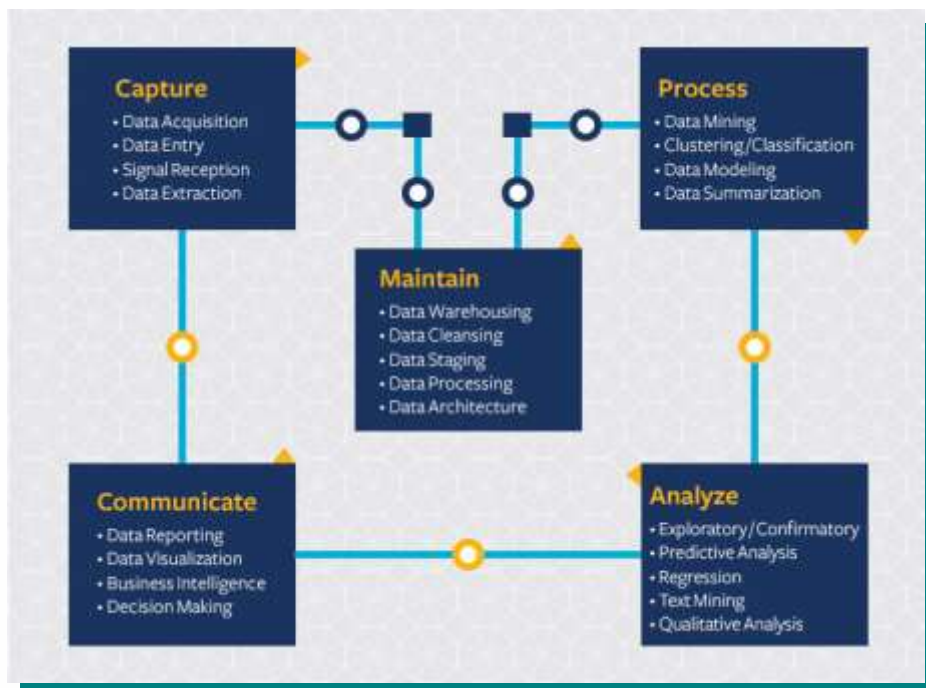 Capture
• Data Acquisition
• Data Entry
• Signal Reception
• Data Extraction
Process
• Data Mining
• Clustering/Classification
• Data Modeling
• Data Summarization
Maintain
• Data Warehousing
• Data Cleansing
• Data Staging
• Data Processing
• Data Architecture
Communicate
• Data Reporting
• Data Visualization
• Business Intelligence
• Decision Making
Analyze
• Exploratory/Confirmatory
• Predictive Analysis
• Regression
• Text Mining
• Qualitative Analysis